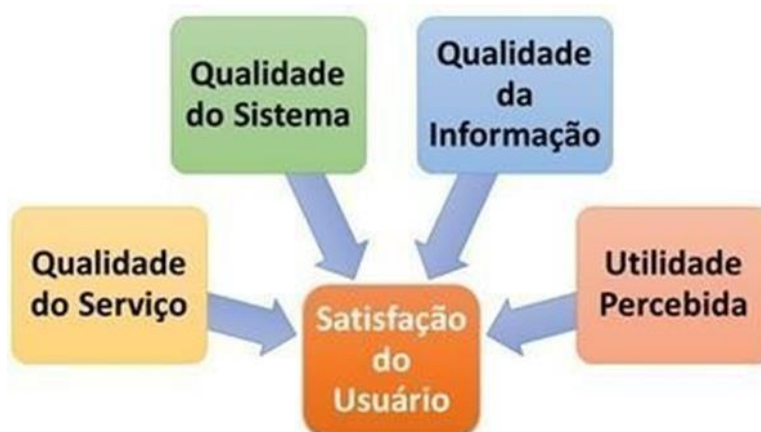 Qualidade
do Sistema
Qualidade
da
Informação
Qualidade
do Serviço
Utilidade
Percebida
Satisfação
do
Usuário